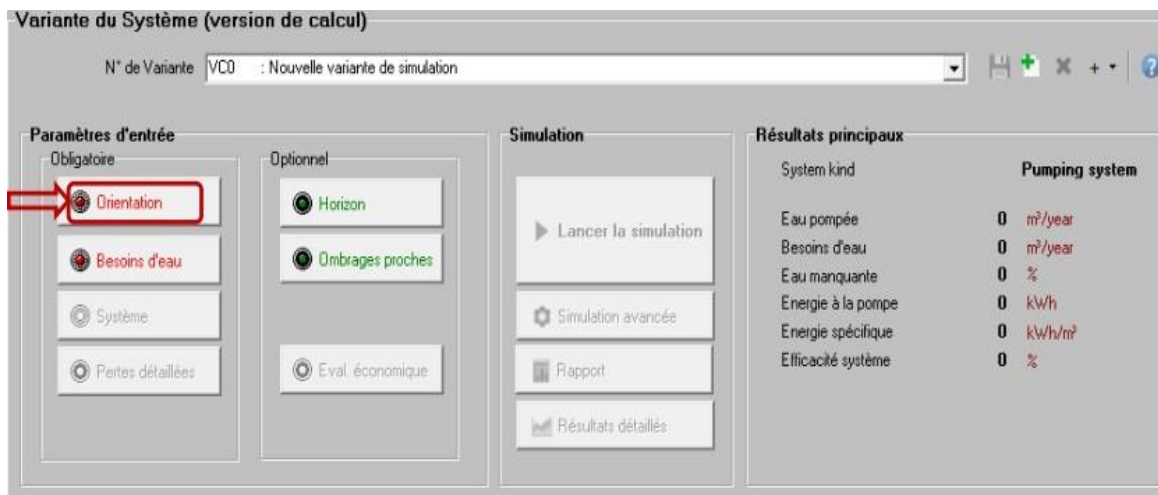 Variante du Système (version de calcul)
N° de Variante VC0 : Nouvelle variante de simulation
Paramètres d'entrée
Obligatoire
Orientation
Besoins d'eau
Système
Pertes détaillées
Optionnel
Horizon
Ombrages proches
Eval. économique
Simulation
Lancer la simulation
Simulation avancée
Rapport
Résultats détaillés
Résultats principaux
System kind Pumping system
Eau pompée 0 m³/year
Besoins d'eau 0 m³/year
Eau manquante 0 %
Energie à la pompe 0 kWh
Energie spécifique 0 kWh/m³
Efficacité système 0 %